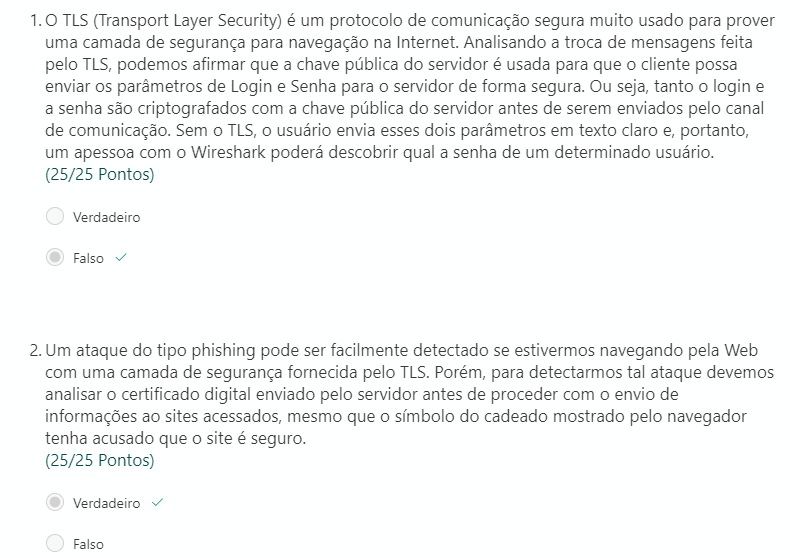 1. O TLS (Transport Layer Security) é um protocolo de comunicação segura muito usado para prover
uma camada de segurança para navegação na Internet. Analisando a troca de mensagens feita
pelo TLS, podemos afirmar que a chave pública do servidor é usada para que o cliente possa
enviar os parâmetros de Login e Senha para o servidor de forma segura. Ou seja, tanto o login e
a senha são criptografados com a chave pública do servidor antes de serem enviados pelo canal
de comunicação. Sem o TLS, o usuário envia esses dois parâmetros em texto claro e, portanto,
um apessoa com o Wireshark poderá descobrir qual a senha de um determinado usuário.
(25/25 Pontos)
Verdadeiro
Falso
2. Um ataque do tipo phishing pode ser facilmente detectado se estivermos navegando pela Web
com uma camada de segurança fornecida pelo TLS. Porém, para detectarmos tal ataque devemos
analisar o certificado digital enviado pelo servidor antes de proceder com o envio de
informações ao sites acessados, mesmo que o símbolo do cadeado mostrado pelo navegador
tenha acusado que o site é seguro.
(25/25 Pontos)
Verdadeiro
Falso